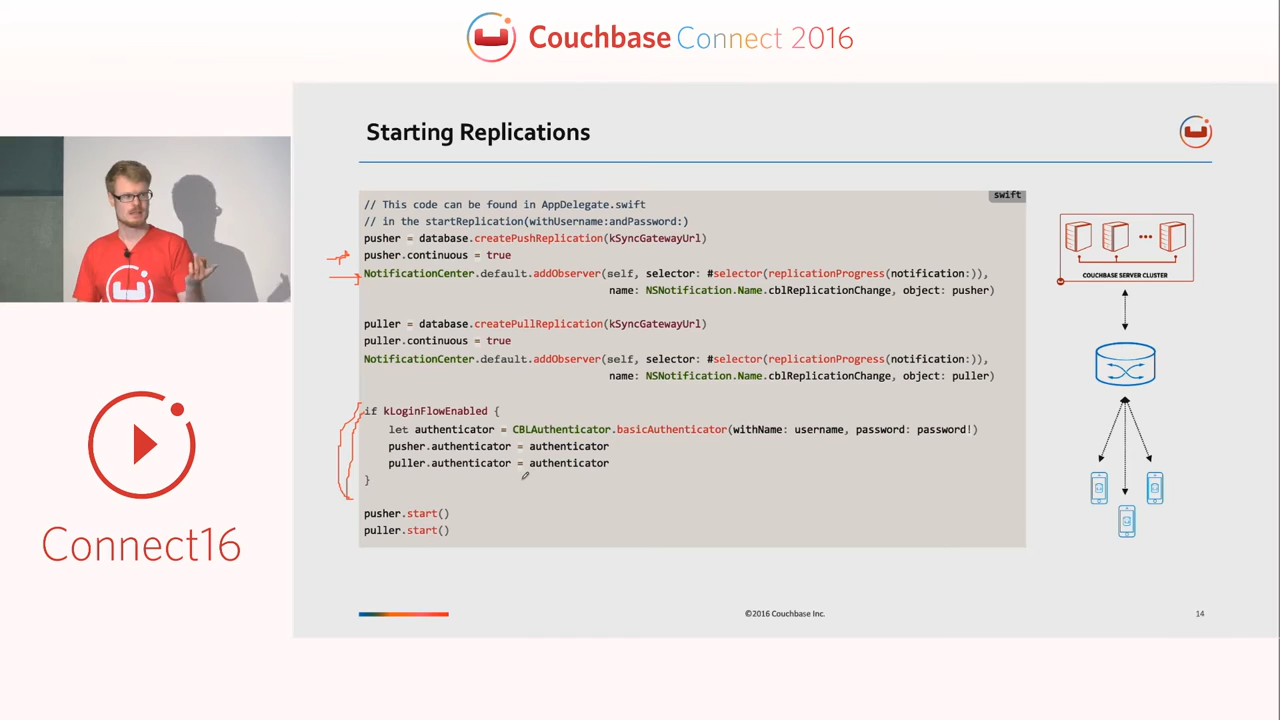 Couchbase Connect 2016
Starting Replications
swift
// This code can be found in AppDelegate.swift
// in the startReplication(withUsername:andPassword:)
pusher = database.createPushReplication(kSyncGatewayUrl)
pusher.continuous = true
NotificationCenter.default.addObserver(self, selector: #selector(replicationProgress(notification:)),
name: NSNotification.Name.cblReplicationChange, object: pusher)
puller = database.createPullReplication(kSyncGatewayUrl)
puller.continuous = true
NotificationCenter.default.addObserver(self, selector: #selector(replicationProgress(notification:)),
name: NSNotification.Name.cblReplicationChange, object: puller)
if kLoginFlowEnabled {
let authenticator = CBLAuthenticator.basicAuthenticator(withName: username, password: password!)
pusher.authenticator = authenticator
puller.authenticator = authenticator
}
pusher.start()
puller.start()
COUCHBASE SERVER CLUSTER
Connect16
©2016 Couchbase Inc.
14